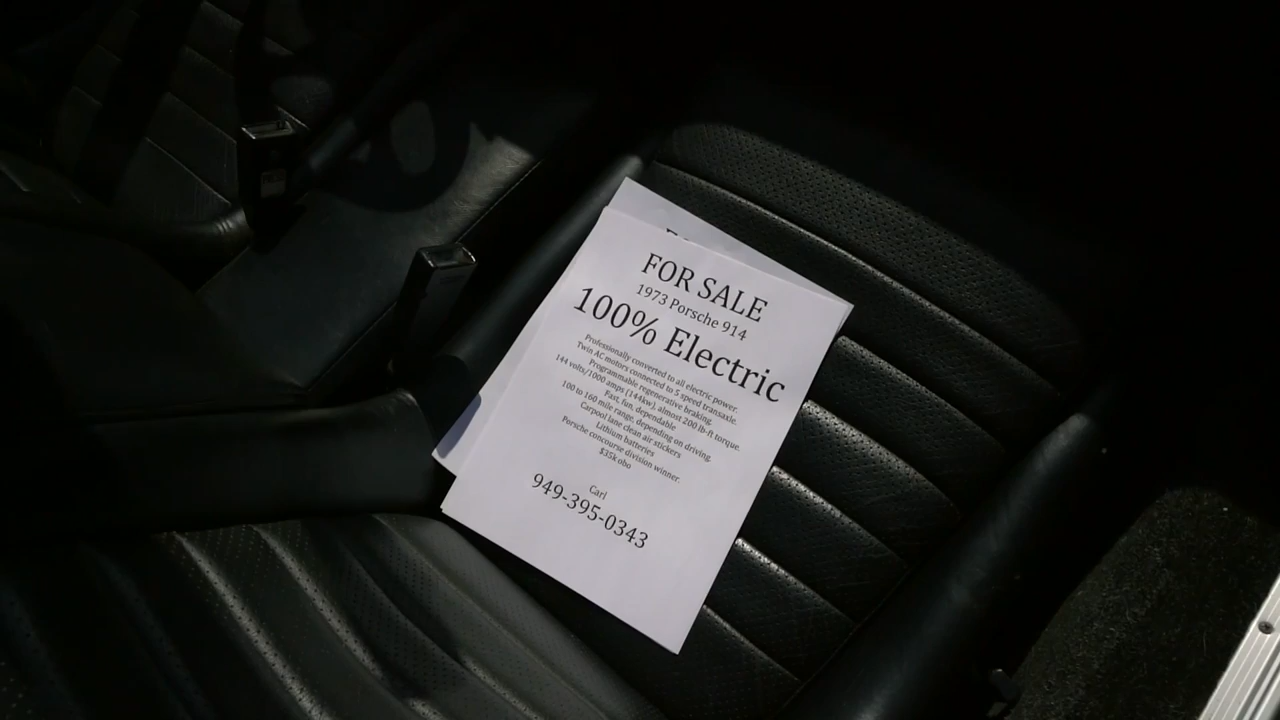 FOR SALE
1973 Porsche 914
100% Electric
Professionally converted to all electric power.
Twin AC motors connected to 5 speed transaxle.
Programmable regenerative braking.
144 volts/1000 amps (144kw), almost 200 lb-ft torque.
Fast, fun, dependable
100 to 160 mile range, depending on driving.
Carpool lane clean air stickers
Lithium batteries
Porsche concourse division winner.
$35k obo
Carl
949-395-0343